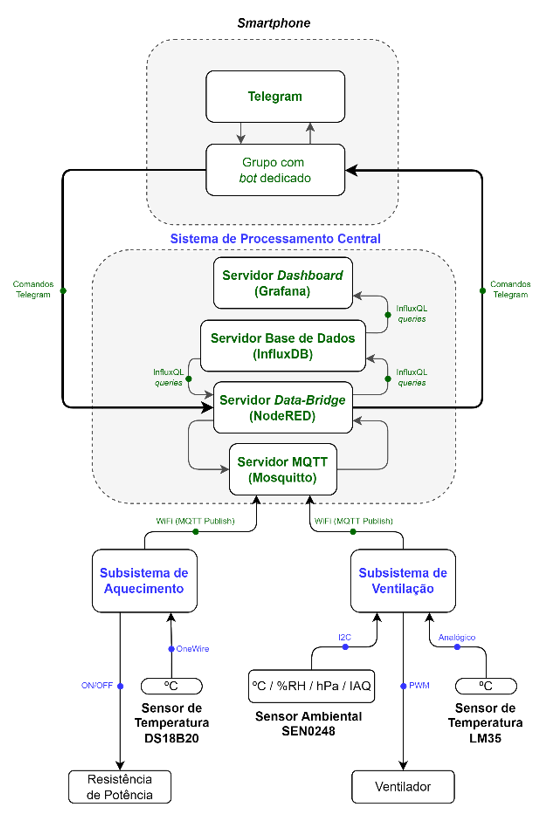 Smartphone
Telegram
Grupo com
bot dedicado
Sistema de Processamento Central
Comandos
Telegram
Comandos
Telegram
Servidor Dashboard
(Grafana)
InfluxQL
queries
Servidor Base de Dados
(InfluxDB)
InfluxQL
queries
InfluxQL
queries
Servidor Data-Bridge
(NodeRED)
Servidor MQTT
(Mosquitto)
WiFi (MQTT Publish)
WiFi (MQTT Publish)
Subsistema de
Aquecimento
Subsistema de
Ventilação
OneWire
I2C
Analógico
ON/OFF
ºC
ºC / %RH / hPa / IAQ
PWM
ºC
Sensor de
Temperatura
DS18B20
Sensor Ambiental
SEN0248
Sensor de
Temperatura
LM35
Resistência
de Potência
Ventilador